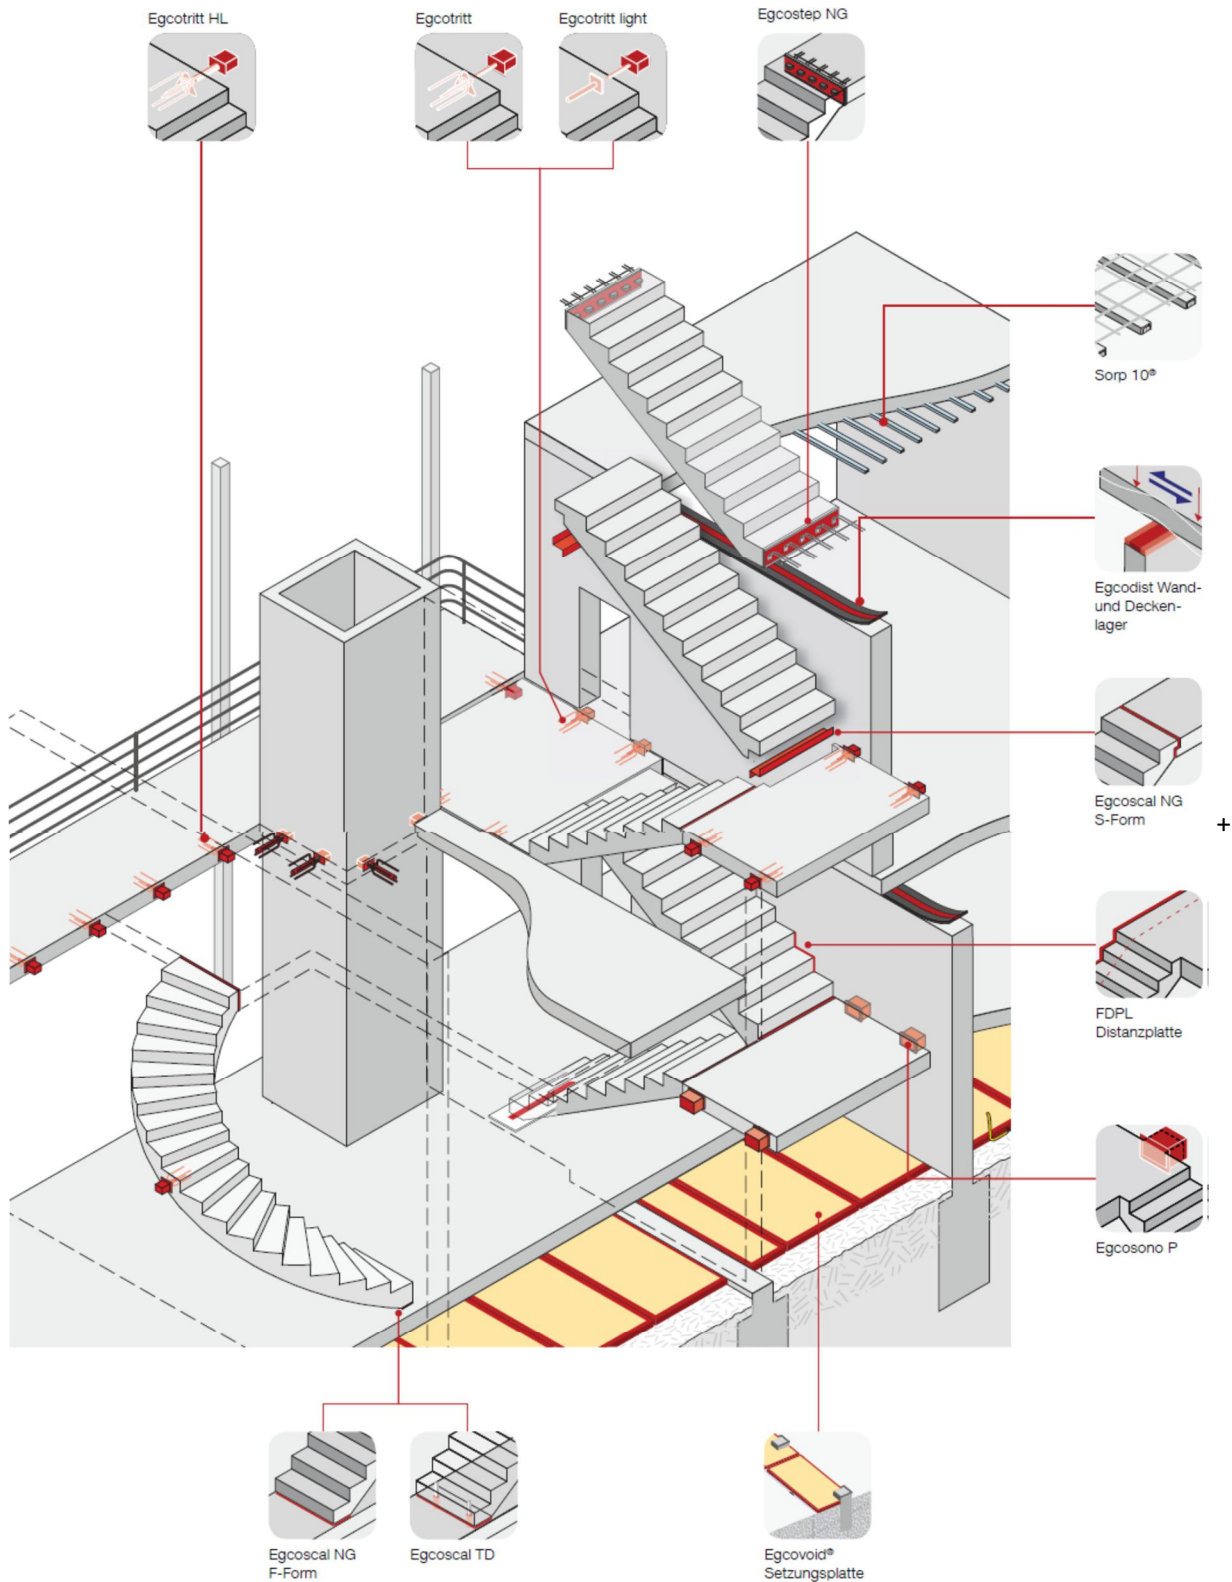 Egcotritt HL
Egcotritt
Egcotritt light
Egcostep NG
Sorp 10®
Egcodist Wand-
und Decken-
lager
Egcoscal NG
S-Form
+
FDPL
Distanzplatte
Egcosono P
Egcoscal NG
F-Form
Egcoscal TD
Egcovoid®
Setzungsplatte